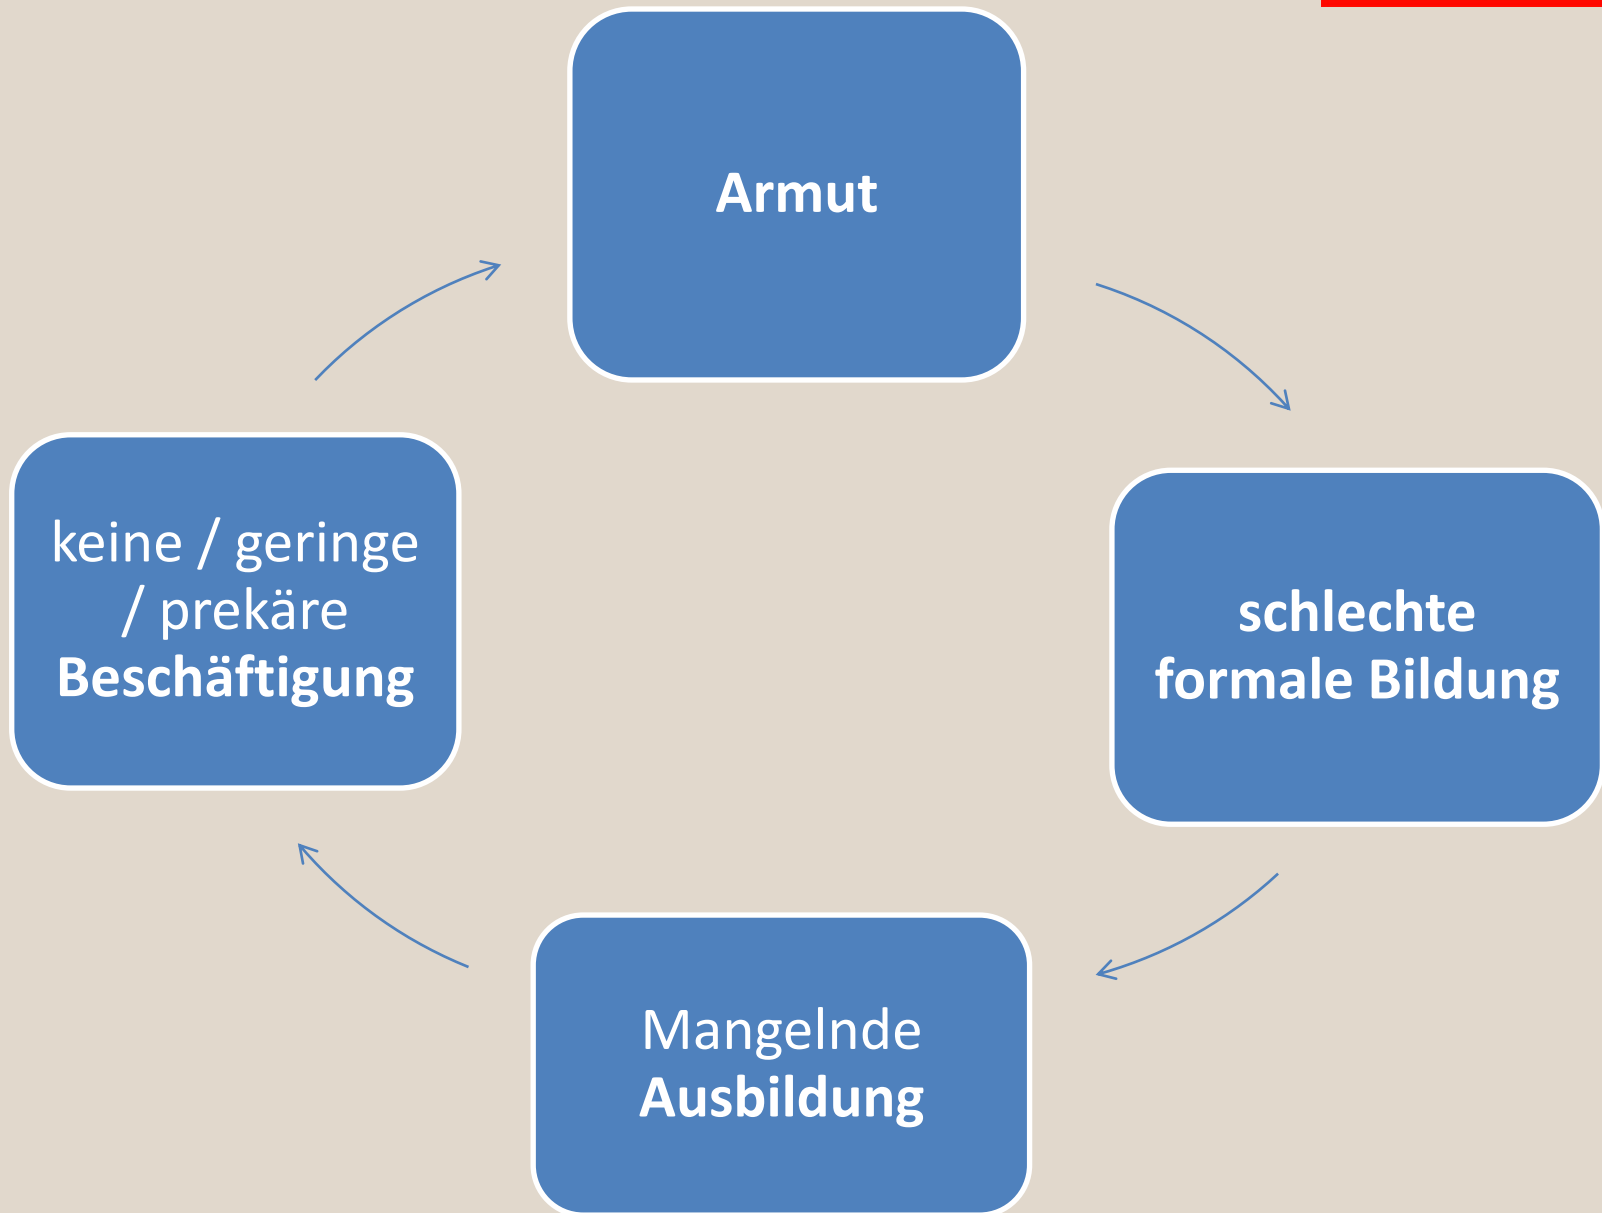 Armut
keine / geringe
/ prekäre
Beschäftigung
schlechte
formale Bildung
Mangelnde
Ausbildung